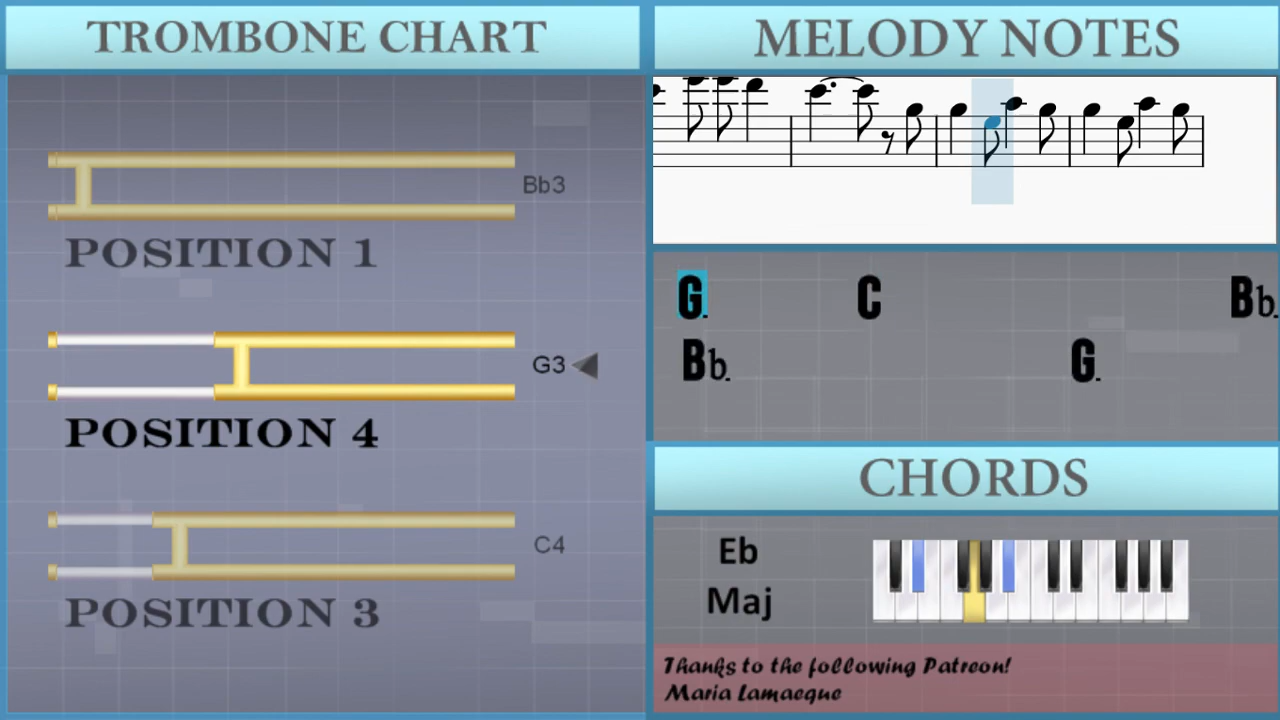 TROMBONE CHART
Bb3
POSITION 1
G3
POSITION 4
C4
POSITION 3
MELODY NOTES
G. C Bb.
Bb. G.
CHORDS
Eb
Maj
Thanks to the following Patreon!
Maria Lamaeque